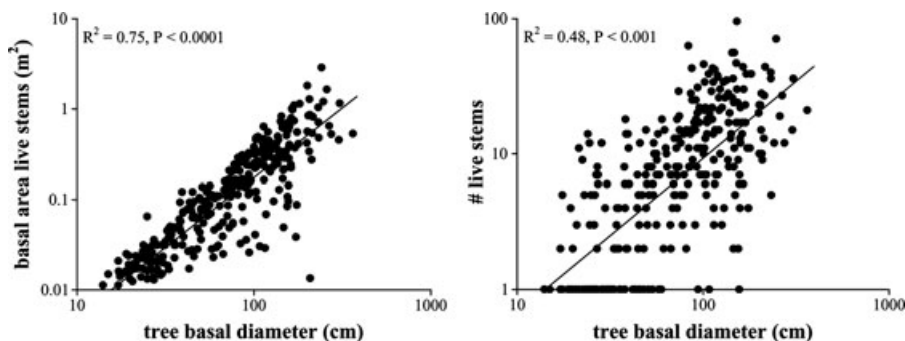 R² = 0.75, P < 0.0001
basal area live stems (m²)
10
1
0.1
0.01
10
100
1000
tree basal diameter (cm)
R² = 0.48, P < 0.001
# live stems
100
10
1
10
100
1000
tree basal diameter (cm)